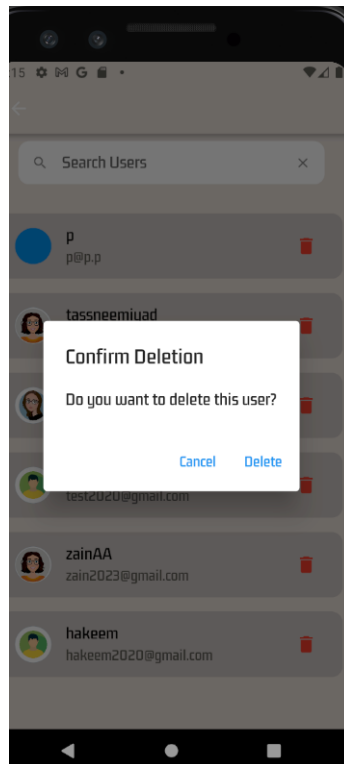 :15
Search Users
p
p@p.p
tassneemiyad
Confirm Deletion
Do you want to delete this user?
Cancel
Delete
test2020@gmail.com
zainAA
zain2023@gmail.com
hakeem
hakeem2020@gmail.com